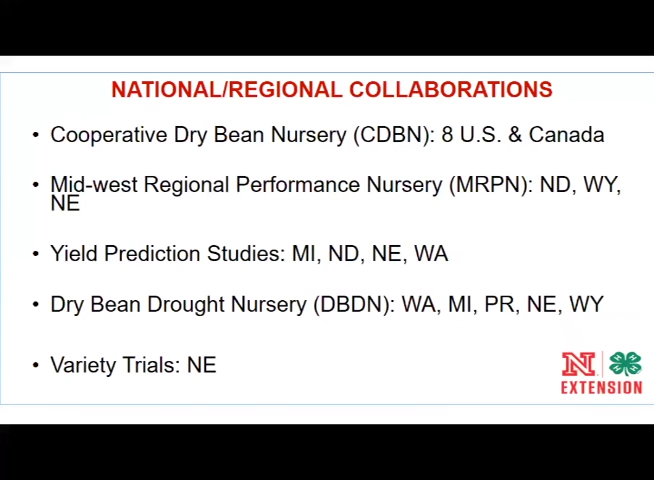 NATIONAL/REGIONAL COLLABORATIONS
• Cooperative Dry Bean Nursery (CDBN): 8 U.S. & Canada
• Mid-west Regional Performance Nursery (MRPN): ND, WY,
NE
• Yield Prediction Studies: MI, ND, NE, WA
• Dry Bean Drought Nursery (DBDN): WA, MI, PR, NE, WY
• Variety Trials: NE
N
EXTENSION